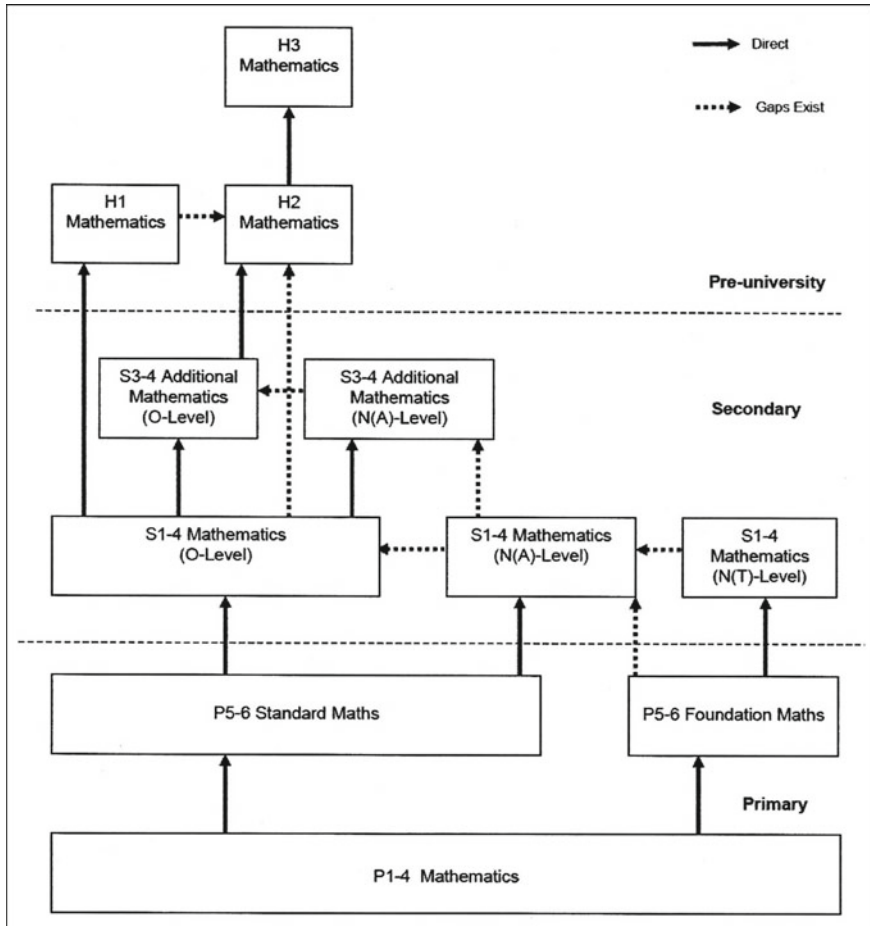 H3
Mathematics
Direct
Gaps Exist
H1
Mathematics
H2
Mathematics
Pre-university
S3-4 Additional
Mathematics
(O-Level)
S3-4 Additional
Mathematics
(N(A)-Level)
Secondary
S1-4 Mathematics
(O-Level)
S1-4 Mathematics
(N(A)-Level)
S1-4
Mathematics
(N(T)-Level)
P5-6 Standard Maths
P5-6 Foundation Maths
Primary
P1-4 Mathematics